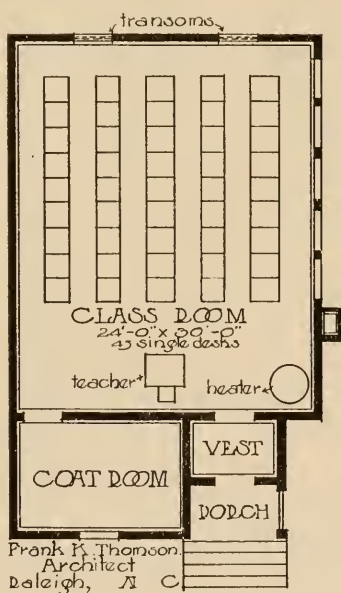 transoms
CLASS ROOM
24'-0" x 30'-0"
45 single desks
teacher
heater
VEST
COAT ROOM
PORCH
Frank K. Thomson.
Architect
Raleigh, N C